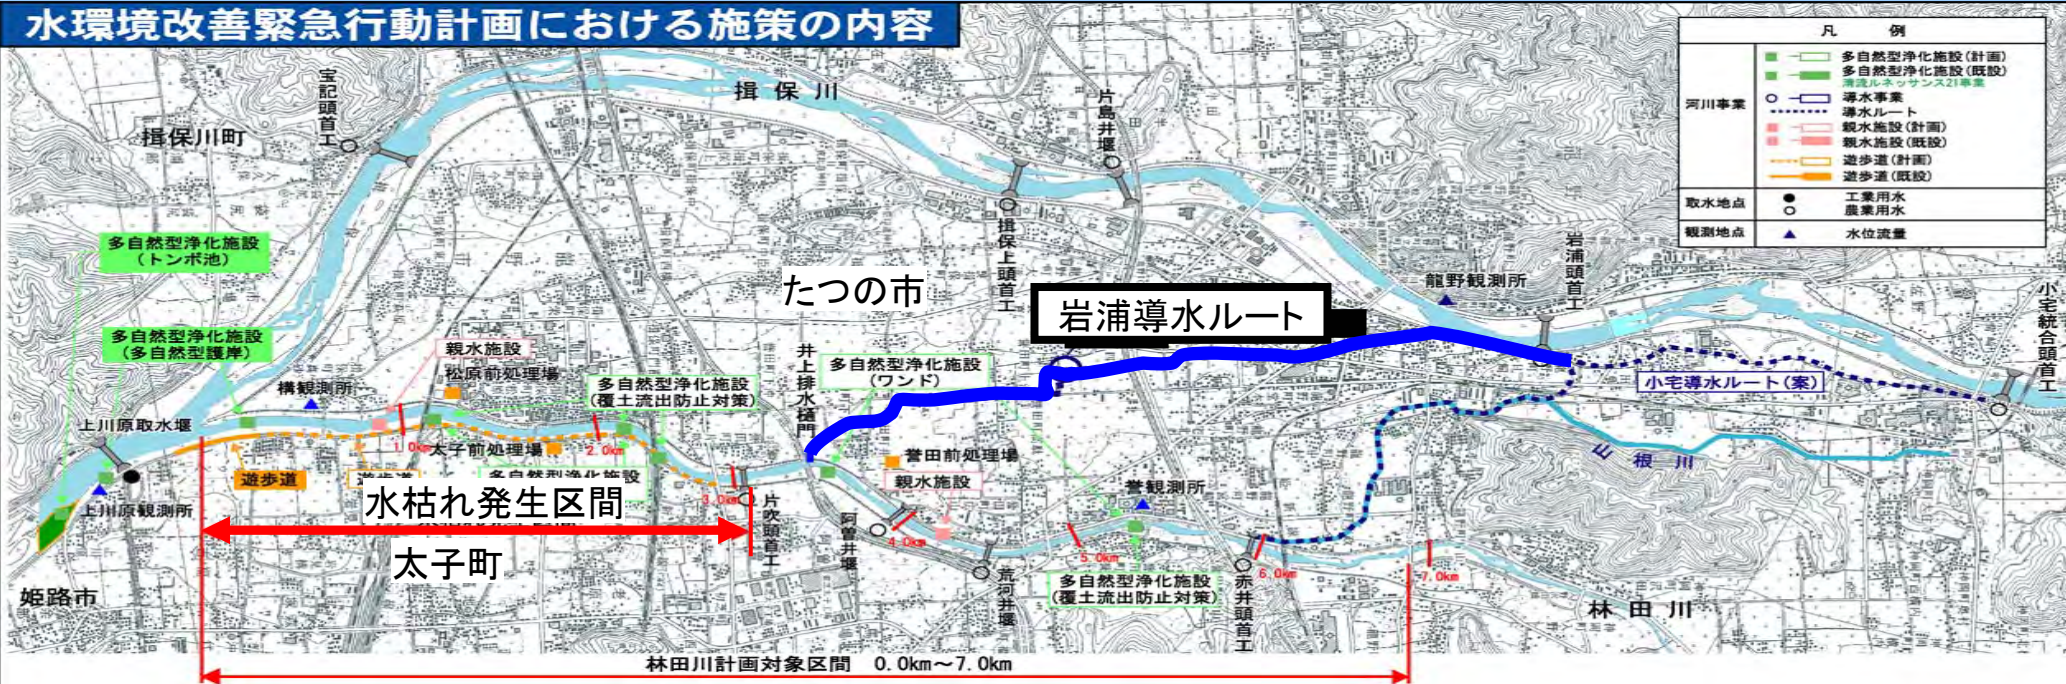 水環境改善緊急行動計画における施策の内容
凡　例
河川事業
多自然型浄化施設(計画)
多自然型浄化施設(既設)
清流ルネッサンス21事業
導水事業
導水ルート
親水施設(計画)
親水施設(既設)
遊歩道(計画)
遊歩道(既設)
取水地点
工業用水
農業用水
観測地点
水位流量
宝記頭首工
揖保川町
揖保川
片島井堰
揖保上頭首工
たつの市
岩浦導水ルート
龍野観測所
岩浦頭首工
小宅統合頭首工
小宅導水ルート(案)
多自然型浄化施設
(トンボ池)
多自然型浄化施設
(多自然型護岸)
構観測所
親水施設
松原前処理場
多自然型浄化施設
(覆土流出防止対策)
井上排水樋門
多自然型浄化施設
(ワンド)
上川原取水堰
1.0km
太子前処理場
2.0km
遊歩道
遊歩道
多自然型浄化施設
上川原観測所
水枯れ発生区間
太子町
姫路市
3.0km
片吹頭首工
誉田前処理場
親水施設
阿曽井堰
4.0km
荒河井堰
誉観測所
5.0km
多自然型浄化施設
(覆土流出防止対策)
赤井頭首工
6.0km
7.0km
山根川
林田川
林田川計画対象区間　0.0km～7.0km